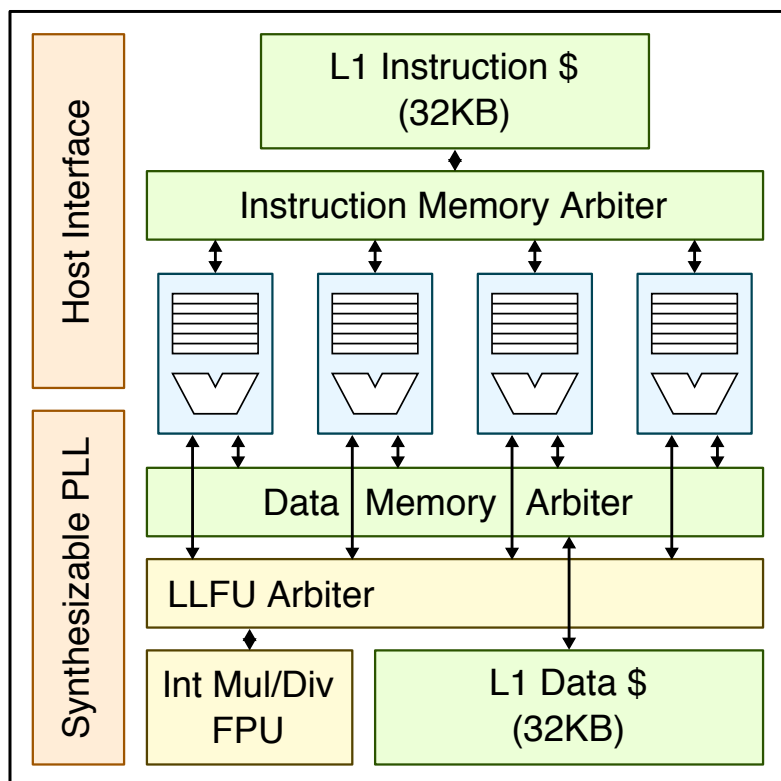 Host Interface
Synthesizable PLL
L1 Instruction $
(32KB)
Instruction Memory Arbiter
Data Memory Arbiter
LLFU Arbiter
Int Mul/Div
FPU
L1 Data $
(32KB)